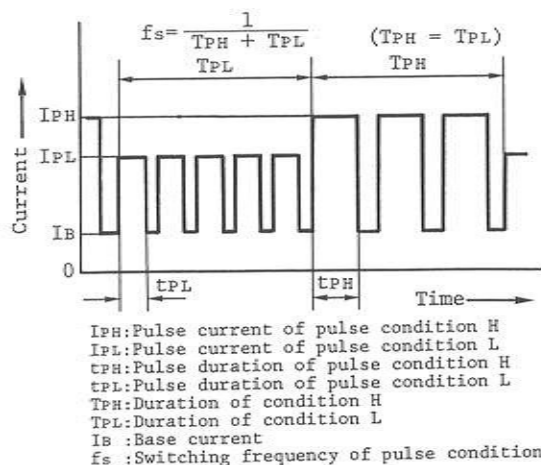 fs= 1 / TPH + TPL (TPH = TPL)
TPL TPH
IPH
IPL
IB
0
Current
tPL tPH
Time
IPH:Pulse current of pulse condition H
IPL:Pulse current of pulse condition L
tPH:Pulse duration of pulse condition H
tPL:Pulse duration of pulse condition L
TPH:Duration of condition H
TPL:Duration of condition L
IB :Base current
fs :Switching frequency of pulse condition